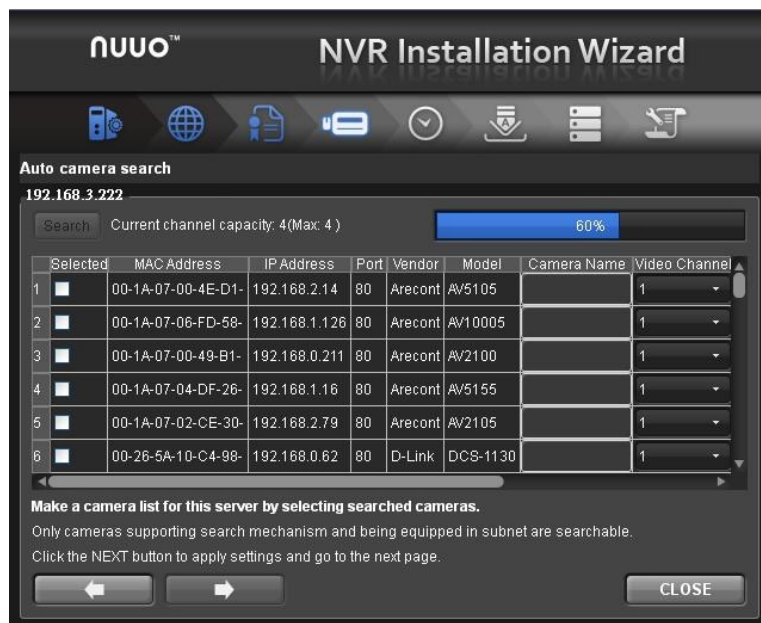 nuuo™
NVR Installation Wizard
Auto camera search
192.168.3.222
Search Current channel capacity: 4(Max: 4 ) 60%
Selected MAC Address IP Address Port Vendor Model Camera Name Video Channel
1 00-1A-07-00-4E-D1- 192.168.2.14 80 Arecont AV5105 1
2 00-1A-07-06-FD-58- 192.168.1.126 80 Arecont AV10005 1
3 00-1A-07-00-49-B1- 192.168.0.211 80 Arecont AV2100 1
4 00-1A-07-04-DF-26- 192.168.1.16 80 Arecont AV5155 1
5 00-1A-07-02-CE-30- 192.168.2.79 80 Arecont AV2105 1
6 00-26-5A-10-C4-98- 192.168.0.62 80 D-Link DCS-1130 1
Make a camera list for this server by selecting searched cameras.
Only cameras supporting search mechanism and being equipped in subnet are searchable.
Click the NEXT button to apply settings and go to the next page.
CLOSE